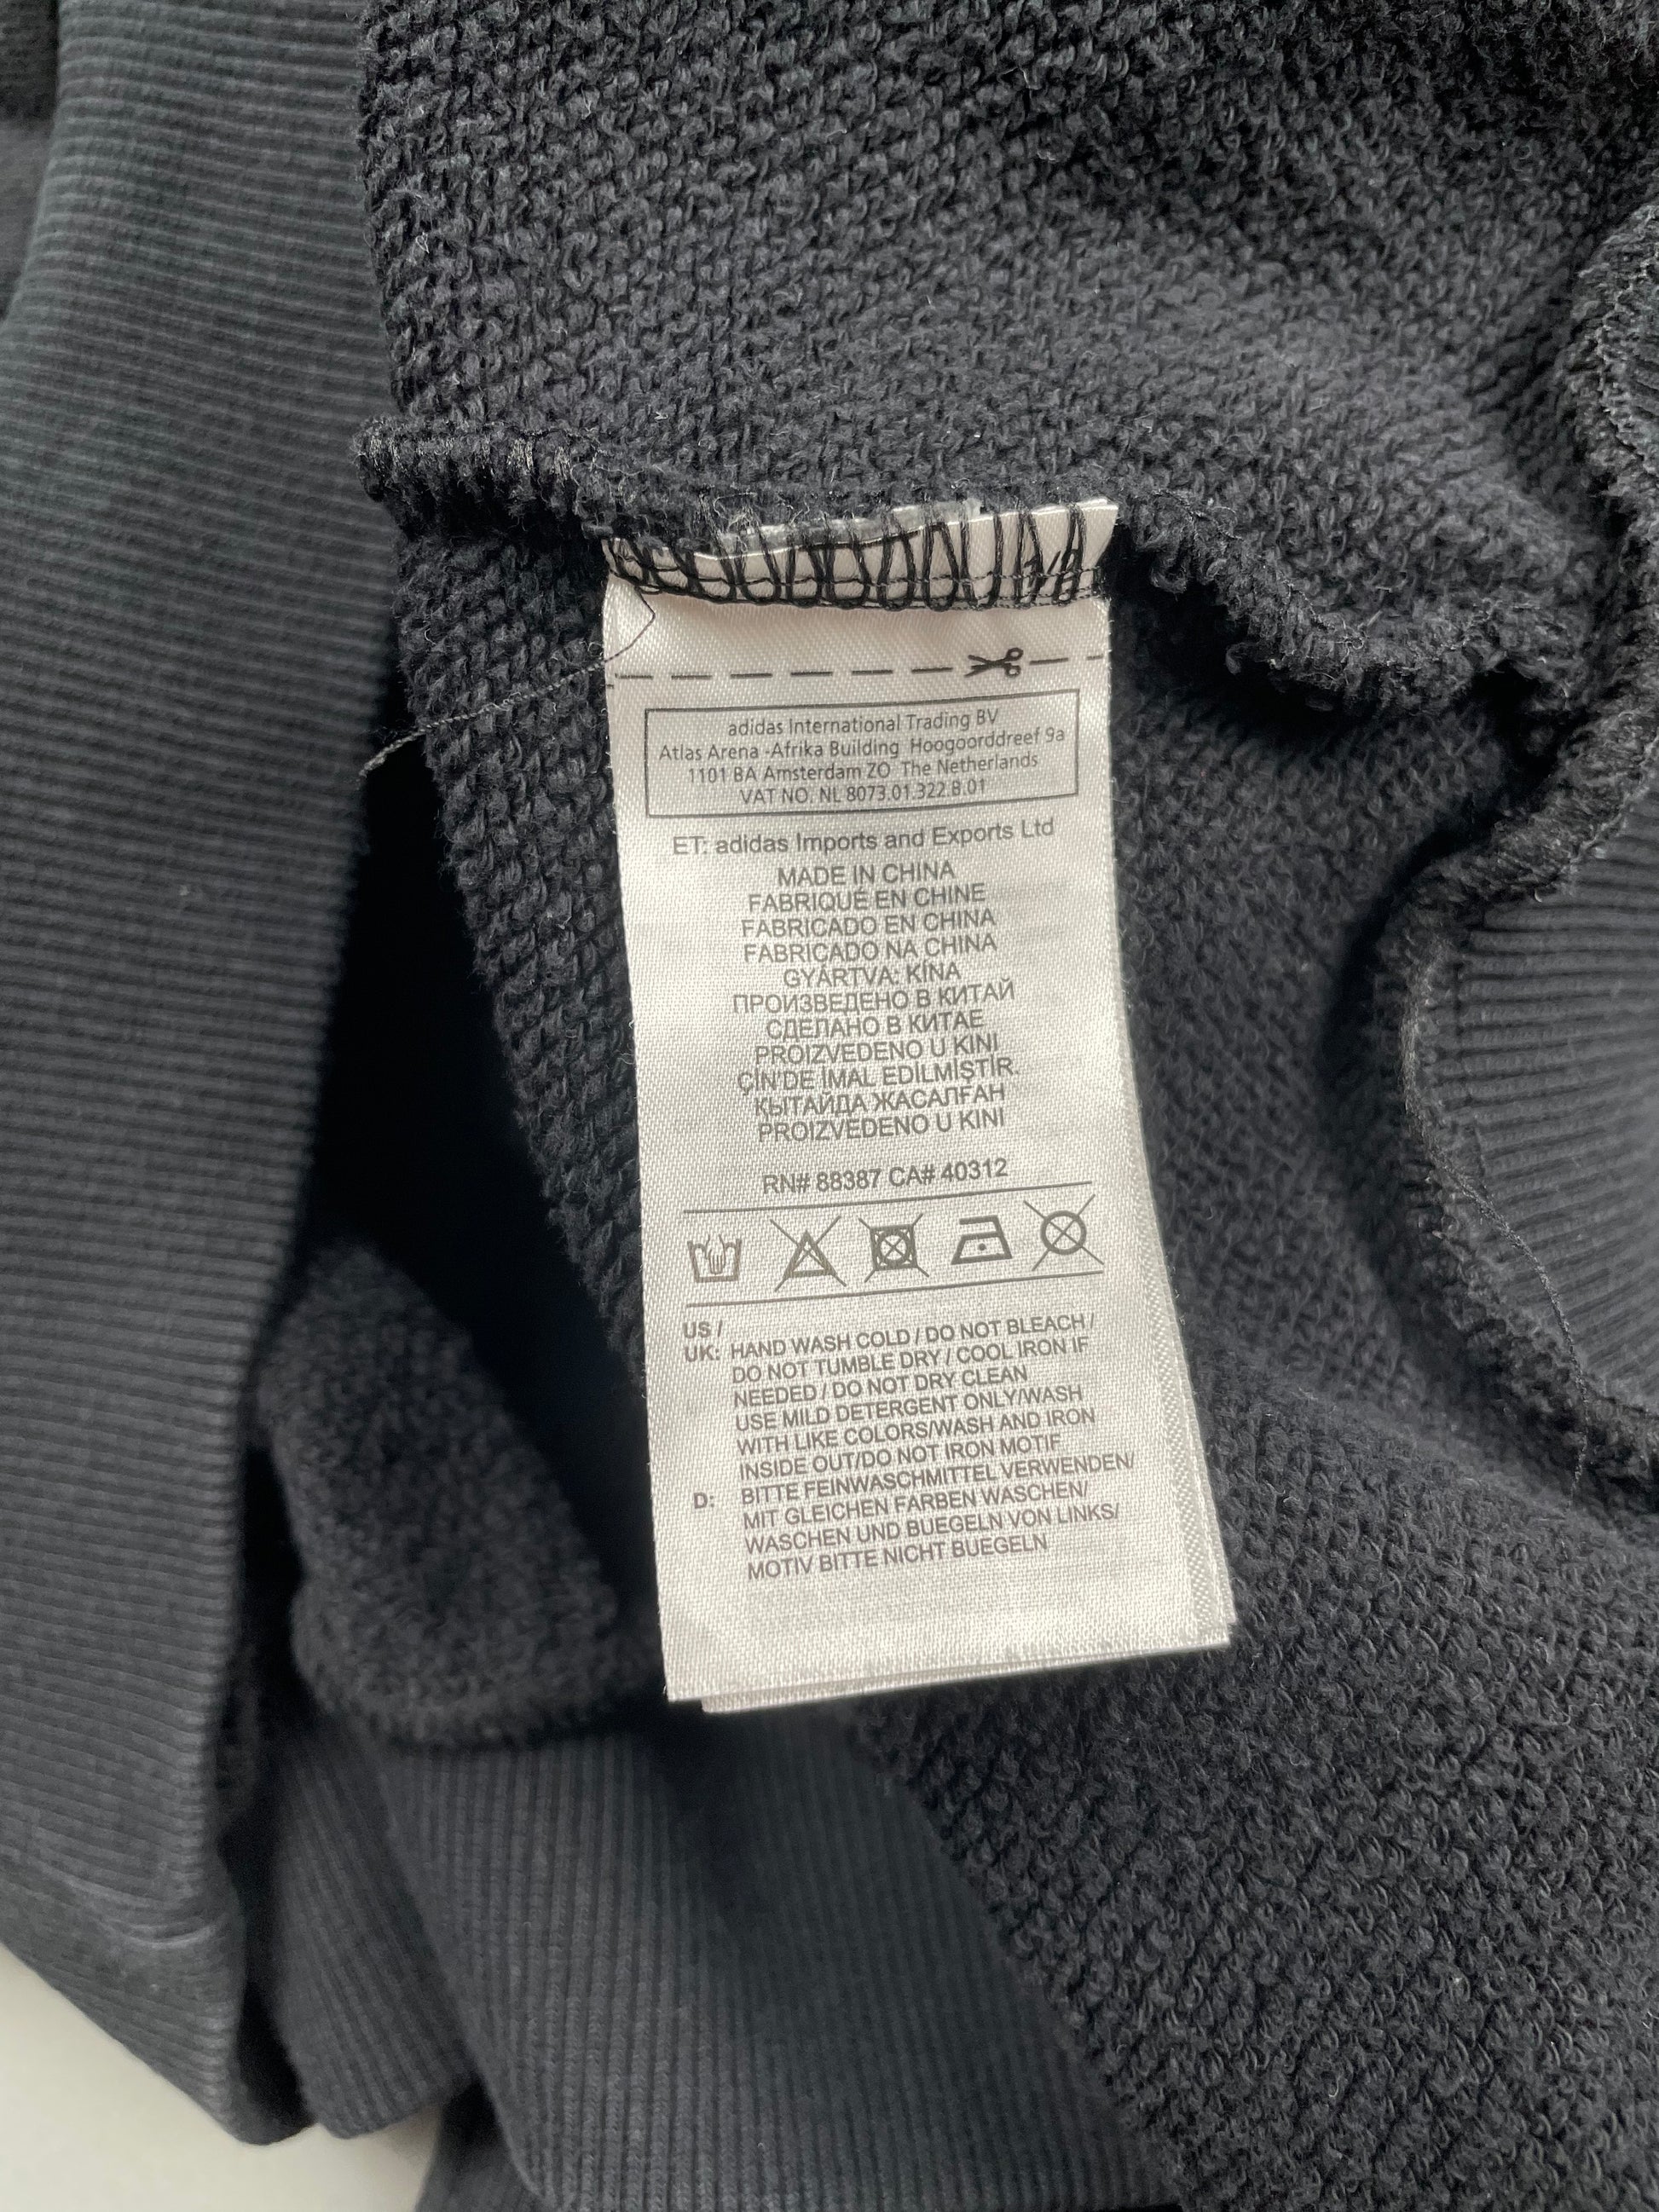 adidas International Trading BV
Atlas Arena -Afrika Building Hoogoorddreef 9a
1101 BA Amsterdam ZO The Netherlands
VAT NO. NL 8073.01.322.B.01
ET: adidas Imports and Exports Ltd
MADE IN CHINA
FABRIQUÉ EN CHINE
FABRICADO EN CHINA
FABRICADO NA CHINA
GYÁRTVA: KÍNA
ПРОИЗВЕДЕНО В КИТАЙ
СДЕЛАНО В КИТАЕ
PROIZVEDENO U KINI
ÇİN'DE İMAL EDİLMİŞTİR.
ҚЫТАЙДА ЖАСАЛҒАН
PROIZVEDENO U KINI
RN# 88387 CA# 40312
US /
UK: HAND WASH COLD / DO NOT BLEACH /
DO NOT TUMBLE DRY / COOL IRON IF
NEEDED / DO NOT DRY CLEAN
USE MILD DETERGENT ONLY/WASH
WITH LIKE COLORS/WASH AND IRON
INSIDE OUT/DO NOT IRON MOTIF
D: BITTE FEINWASCHMITTEL VERWENDEN/
MIT GLEICHEN FARBEN WASCHEN/
WASCHEN UND BUEGELN VON LINKS/
MOTIV BITTE NICHT BUEGELN